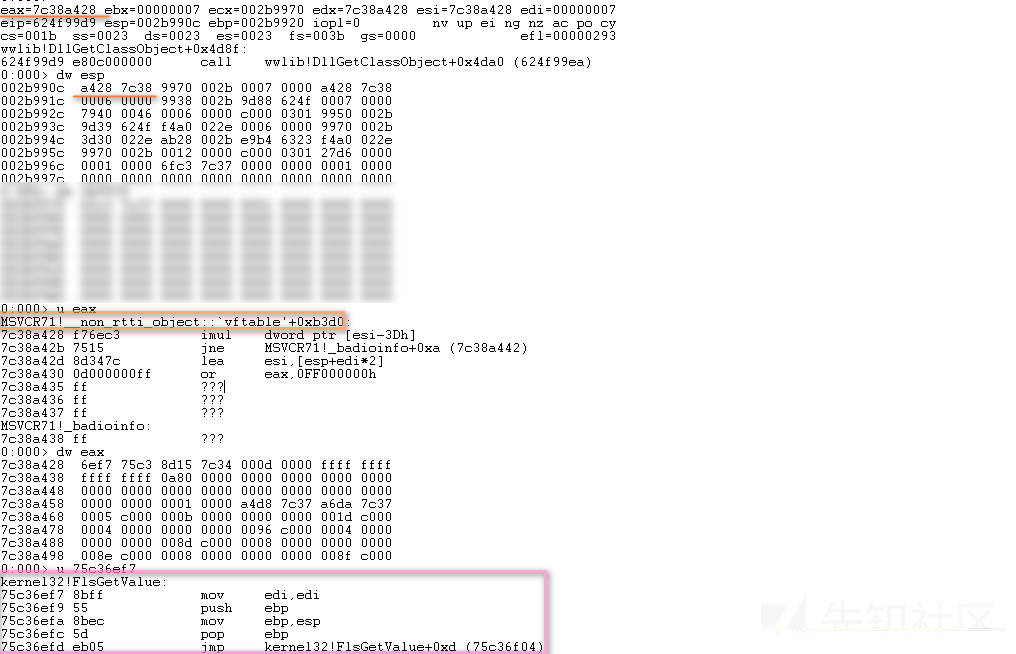 eax=7c38a428 ebx=00000007 ecx=002b9970 edx=7c38a428 esi=7c38a428 edi=00000007
eip=624f99d9 esp=002b990c ebp=002b9920 iopl=0 nv up ei ng nz ac po cy
cs=001b ss=0023 ds=0023 es=0023 fs=003b gs=0000 efl=00000293
wwlib!DllGetClassObject+0x4d8f:
624f99d9 e80c000000 call wwlib!DllGetClassObject+0x4da0 (624f99ea)
0:000> dw esp
002b990c a428 7c38 9970 002b 0007 0000 a428 7c38
002b991c 0006 0000 9938 002b 9d88 624f 0007 0000
002b992c 7940 0046 0006 0000 c000 0301 9950 002b
002b993c 9d39 624f f4a0 022e 0006 0000 9970 002b
002b994c 3d30 022e ab28 002b e9b4 6323 f4a0 022e
002b995c 9970 002b 0012 0000 c000 0301 27d6 0000
002b996c 0001 0000 6fc3 7c37 0000 0000 0001 0000
002b997c 0000 0000 0000 0000 0000 0000 0000 0000
0:000> u eax
MSVCR71!__non_rtti_object::`vftable'+0xb3d0:
7c38a428 f76ec3 imul dword ptr [esi-3Dh]
7c38a42b 7515 jne MSVCR71!_badioinfo+0xa (7c38a442)
7c38a42d 8d347c lea esi,[esp+edi*2]
7c38a430 0d000000ff or eax,0FF000000h
7c38a435 ff ???
7c38a436 ff ???
7c38a437 ff ???
MSVCR71!_badioinfo:
7c38a438 ff ???
0:000> dw eax
7c38a428 6ef7 75c3 8d15 7c34 000d 0000 ffff ffff
7c38a438 ffff ffff 0a80 0000 0000 0000 0000 0000
7c38a448 0000 0000 0000 0000 0000 0000 0000 0000
7c38a458 0000 0000 0001 0000 a4d8 7c37 a6da 7c37
7c38a468 0005 c000 000b 0000 0000 0000 001d c000
7c38a478 0004 0000 0000 0000 0096 c000 0004 0000
7c38a488 0000 0000 008d c000 0008 0000 0000 0000
7c38a498 008e c000 0008 0000 0000 0000 008f c000
0:000> u 75c36ef7
kernel32!FlsGetValue:
75c36ef7 8bff mov edi,edi
75c36ef9 55 push ebp
75c36efa 8bec mov ebp,esp
75c36efc 5d pop ebp
75c36efd eb05 jmp kernel32!FlsGetValue+0xd (75c36f04)
先知社区